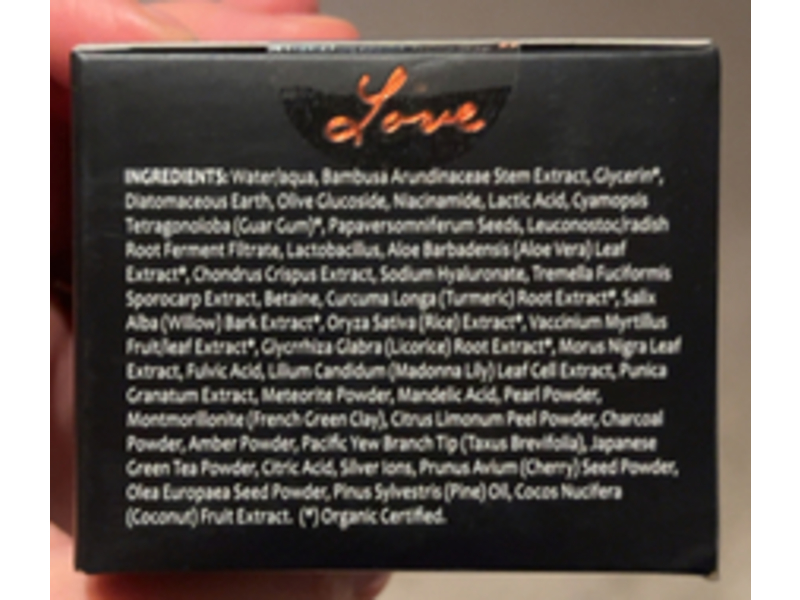 Love
INGREDIENTS: Water/aqua, Bambusa Arundinaceae Stem Extract, Glycerin*,
Diatomaceous Earth, Olive Glucoside, Niacinamide, Lactic Acid, Cyamopsis
Tetragonoloba (Guar Gum)*, Papaversomniferum Seeds, Leuconostoc/radish
Root Ferment Filtrate, Lactobacillus, Aloe Barbadensis (Aloe Vera) Leaf
Extract*, Chondrus Crispus Extract, Sodium Hyaluronate, Tremella Fuciformis
Sporocarp Extract, Betaine, Curcuma Longa (Turmeric) Root Extract*, Salix
Alba (Willow) Bark Extract*, Oryza Sativa (Rice) Extract*, Vaccinium Myrtillus
Fruit/leaf Extract*, Glycrrhiza Glabra (Licorice) Root Extract*, Morus Nigra Leaf
Extract, Fulvic Acid, Lilium Candidum (Madonna Lily) Leaf Cell Extract, Punica
Granatum Extract, Meteorite Powder, Mandelic Acid, Pearl Powder,
Montmorillonite (French Green Clay), Citrus Limonum Peel Powder, Charcoal
Powder, Amber Powder, Pacific Yew Branch Tip (Taxus Brevifolia), Japanese
Green Tea Powder, Citric Acid, Silver Ions, Prunus Avium (Cherry) Seed Powder,
Olea Europaea Seed Powder, Pinus Sylvestris (Pine) Oil, Cocos Nucifera
(Coconut) Fruit Extract. (*) Organic Certified.